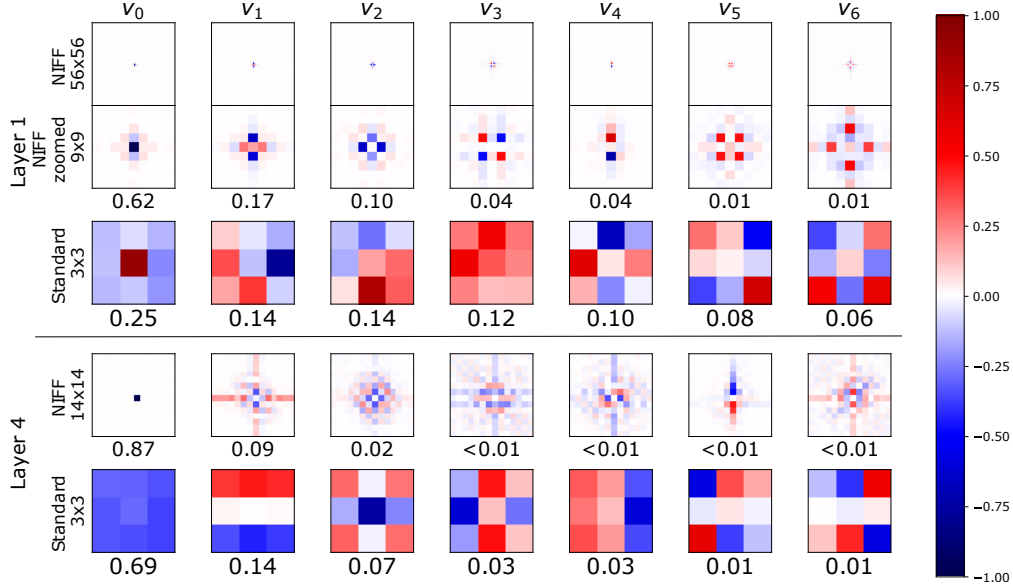 v0 v1 v2 v3 v4 v5 v6
Layer 1
NIFF
56x56
NIFF
zoomed
9x9
0.62 0.17 0.10 0.04 0.04 0.01 0.01
Standard
3x3
0.25 0.14 0.14 0.12 0.10 0.08 0.06
Layer 4
NIFF
14x14
0.87 0.09 0.02 <0.01 <0.01 <0.01 <0.01
Standard
3x3
0.69 0.14 0.07 0.03 0.03 0.01 0.01
1.00
0.75
0.50
0.25
0.00
−0.25
−0.50
−0.75
−1.00